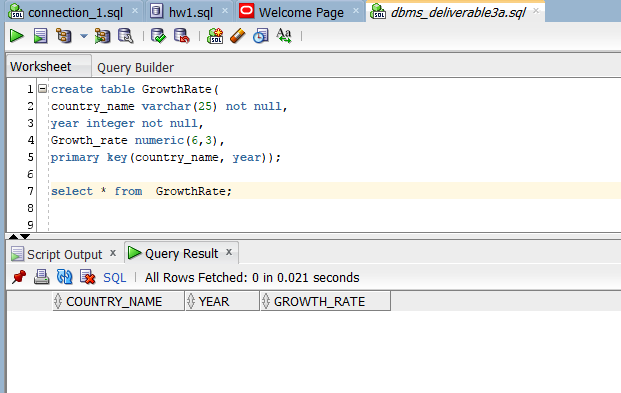 connection_1.sql hw1.sql Welcome Page dbms_deliverable3a.sql
Worksheet Query Builder
1 create table GrowthRate(
2 country_name varchar(25) not null,
3 year integer not null,
4 Growth_rate numeric(6,3),
5 primary key(country_name, year));
6
7 select * from  GrowthRate;
8
9
Script Output x Query Result x
SQL | All Rows Fetched: 0 in 0.021 seconds
COUNTRY_NAME YEAR GROWTH_RATE